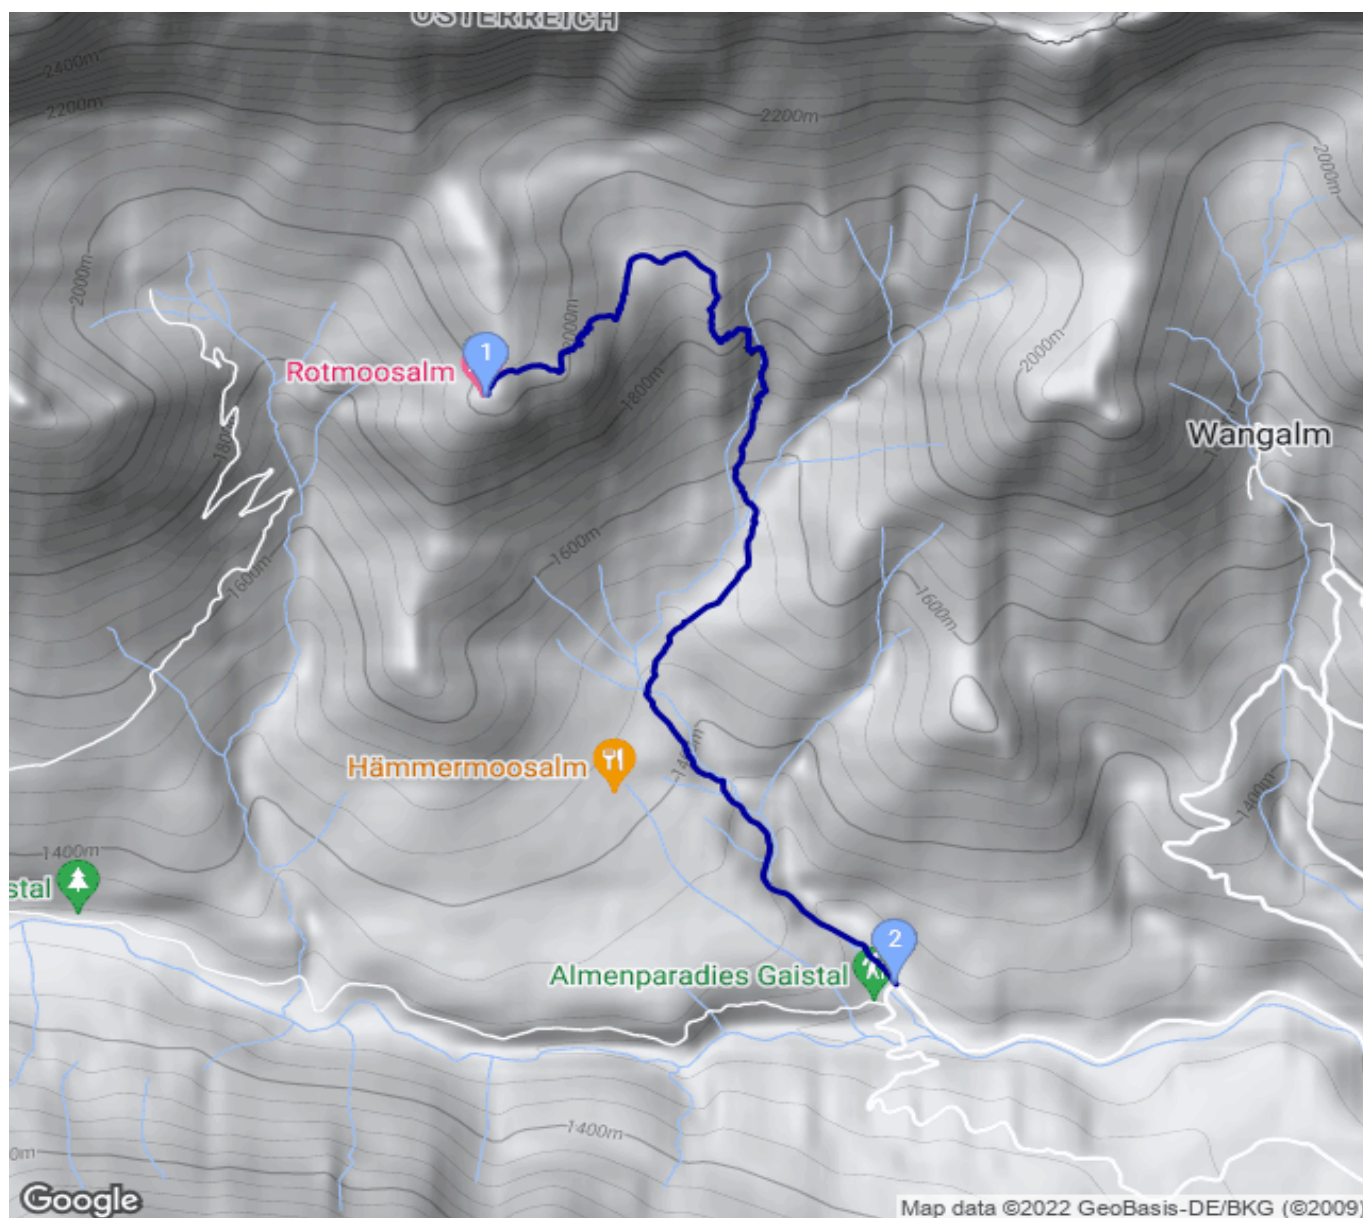 ÖSTERREICH
2400m
2200m
2200m
2000m
2000m
2000m
2000m
1
Rotmoosalm
1800m
Wangalm
1600m
1600m
1600m
Hämmermoosalm
1400m
1400m
stal
2
Almenparadies Gaistal
1400m
Google
Map data ©2022 GeoBasis-DE/BKG (©2009)